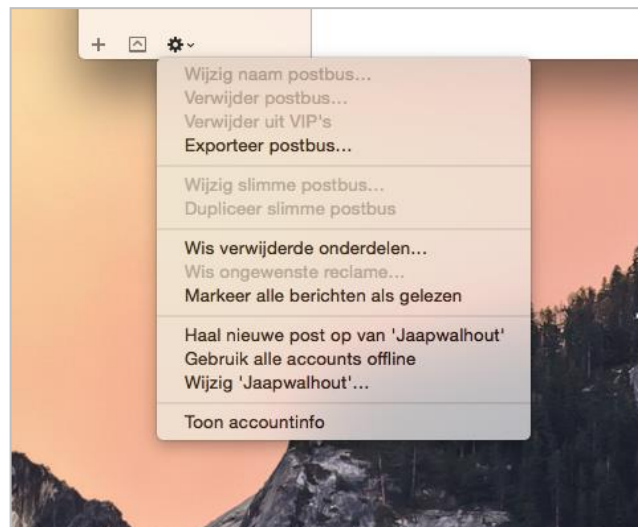 Wijzig naam postbus...
Verwijder postbus...
Verwijder uit VIP's
Exporteer postbus...
Wijzig slimme postbus...
Dupliceer slimme postbus
Wis verwijderde onderdelen...
Wis ongewenste reclame...
Markeer alle berichten als gelezen
Haal nieuwe post op van 'Jaapwalhout'
Gebruik alle accounts offline
Wijzig 'Jaapwalhout'...
Toon accountinfo